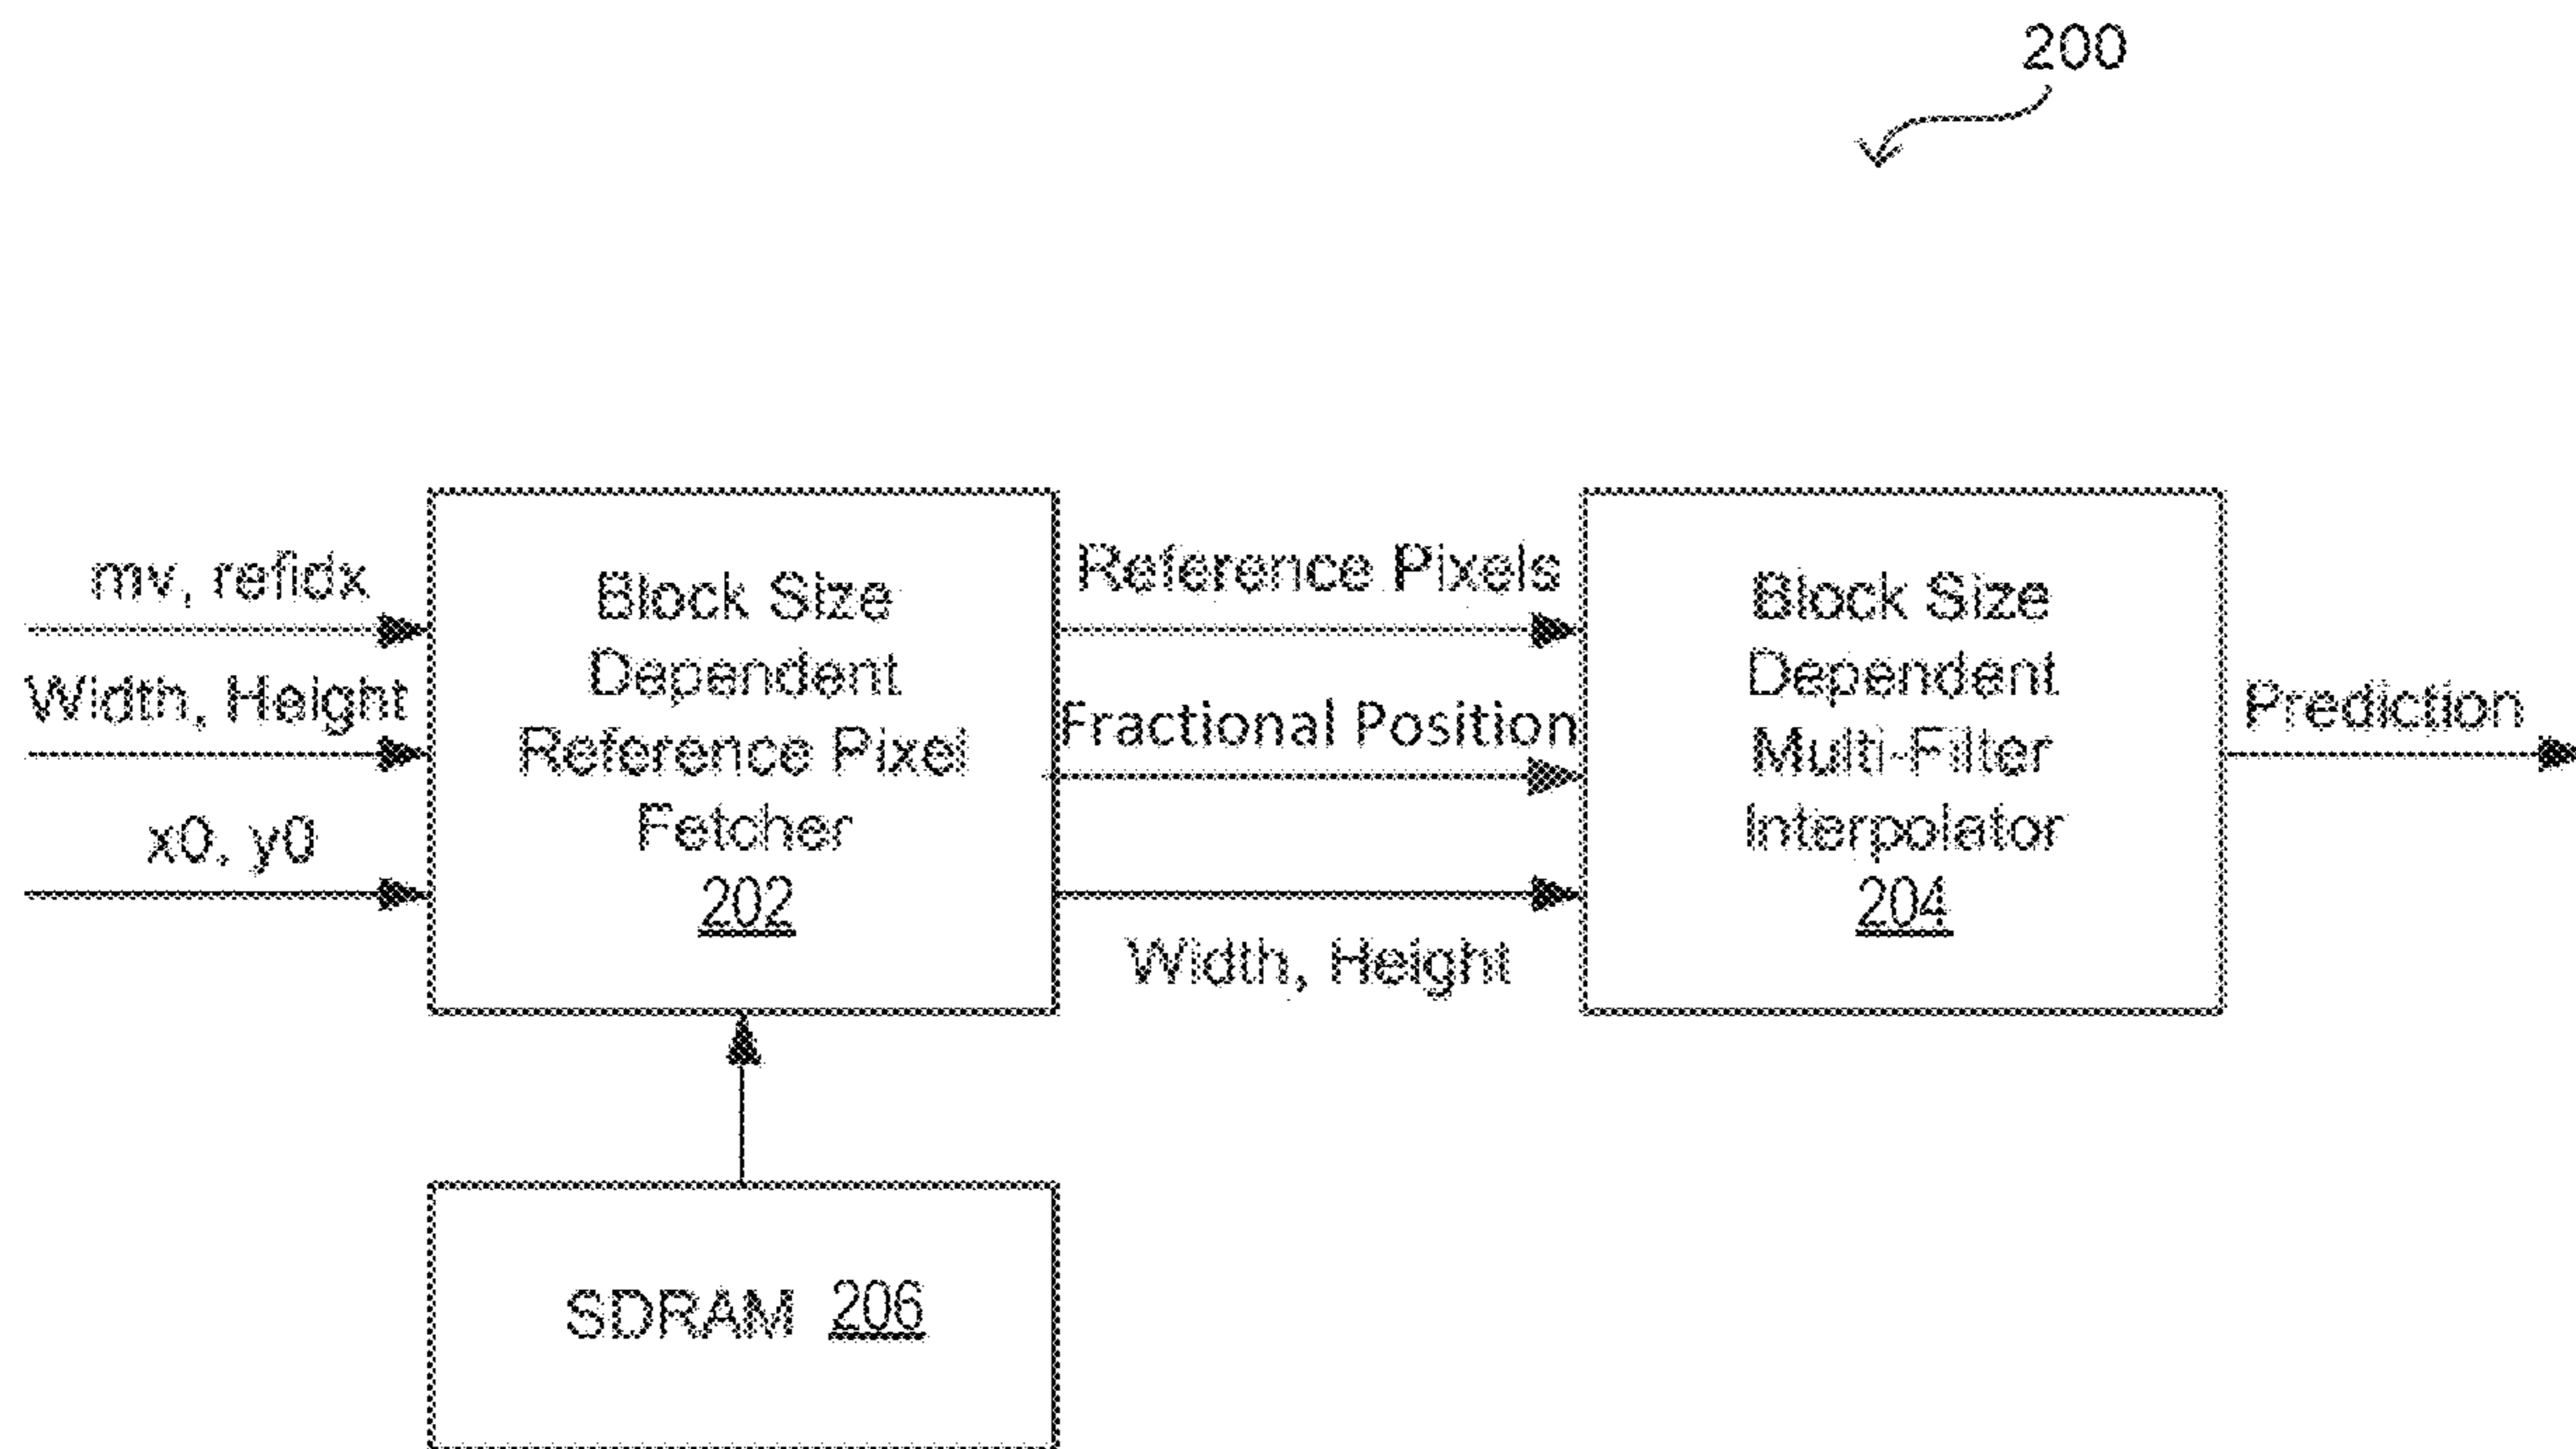 200
mv, refidx
Width, Height
x0, y0
Block Size
Dependent
Reference Pixel
Fetcher
202
Reference Pixels
Fractional Position
Width, Height
Block Size
Dependent
Multi-Filter
Interpolator
204
Prediction
SDRAM 206